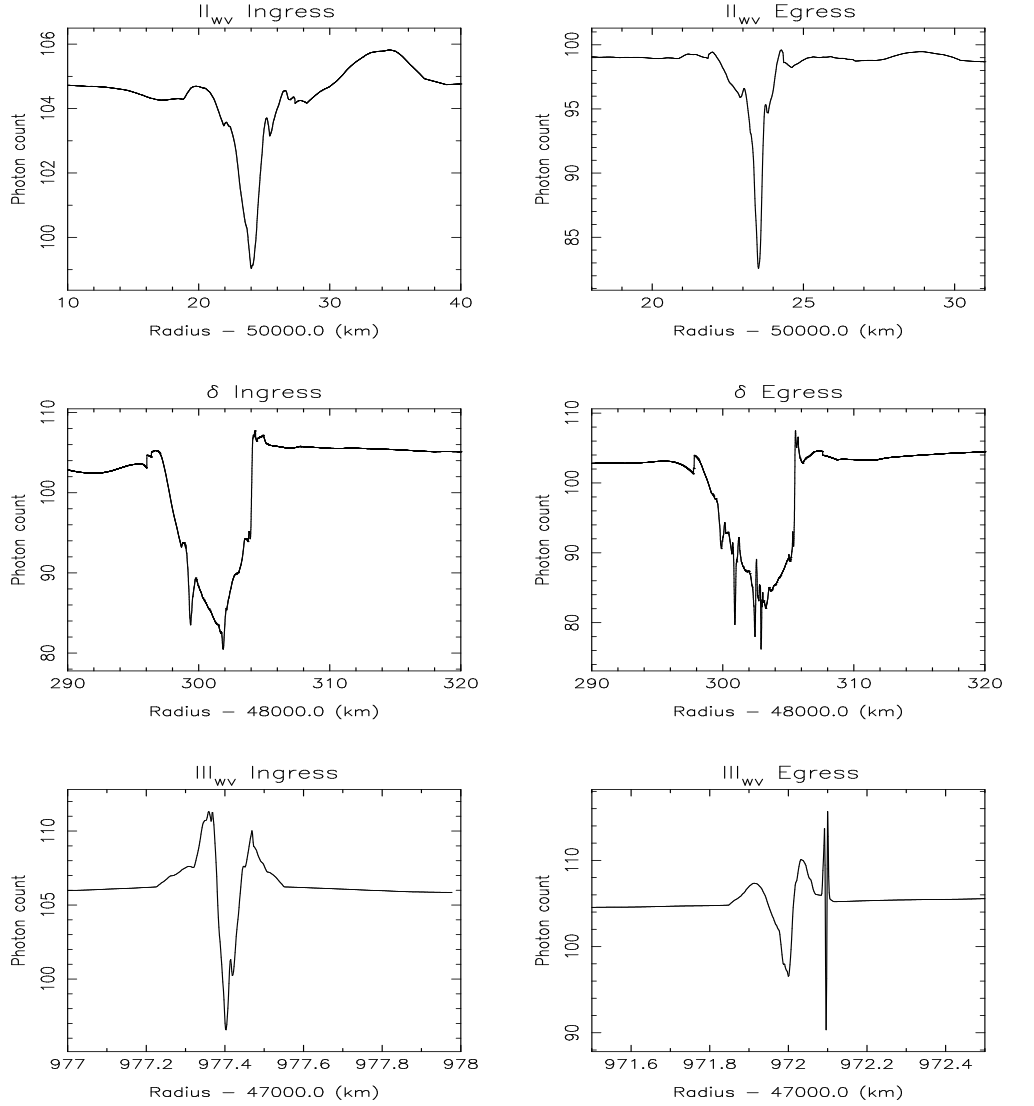 II_wv Ingress
II_wv Egress
Photon count
106
104
102
100
10 20 30 40
Radius − 50000.0 (km)
Photon count
100
95
90
85
20 25 30
Radius − 50000.0 (km)
δ Ingress
δ Egress
Photon count
110
100
90
80
290 300 310 320
Radius − 48000.0 (km)
Photon count
110
100
90
80
290 300 310 320
Radius − 48000.0 (km)
III_wv Ingress
III_wv Egress
Photon count
110
105
100
977 977.2 977.4 977.6 977.8 978
Radius − 47000.0 (km)
Photon count
110
100
90
971.6 971.8 972 972.2 972.4
Radius − 47000.0 (km)